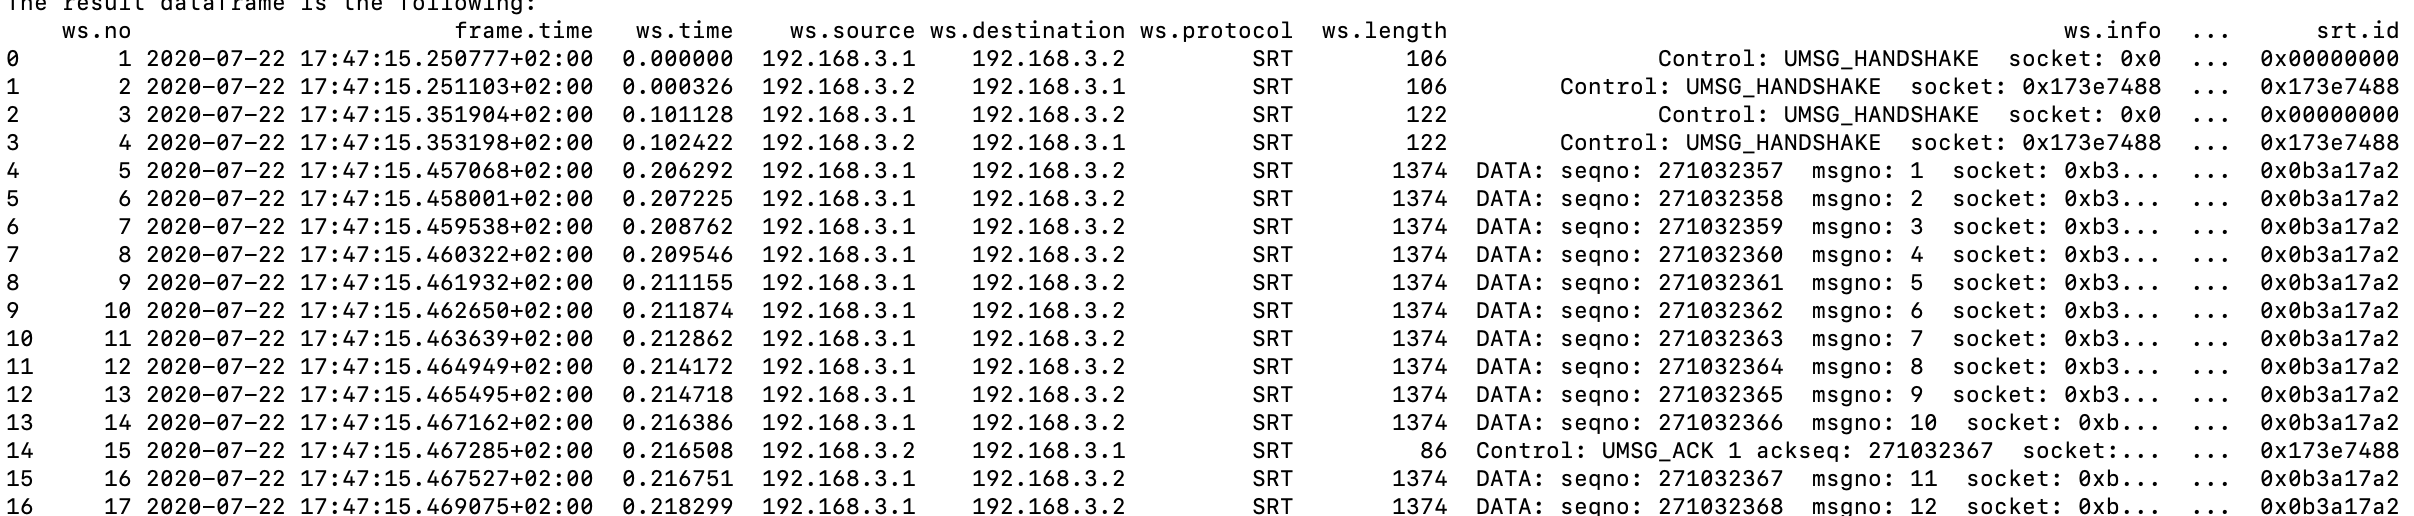 The result dataframe is the following:
ws.no frame.time ws.time ws.source ws.destination ws.protocol ws.length ws.info ... srt.id
0 1 2020-07-22 17:47:15.250777+02:00 0.000000 192.168.3.1 192.168.3.2 SRT 106 Control: UMSG_HANDSHAKE socket: 0x0 ... 0x00000000
1 2 2020-07-22 17:47:15.251103+02:00 0.000326 192.168.3.2 192.168.3.1 SRT 106 Control: UMSG_HANDSHAKE socket: 0x173e7488 ... 0x173e7488
2 3 2020-07-22 17:47:15.351904+02:00 0.101128 192.168.3.1 192.168.3.2 SRT 122 Control: UMSG_HANDSHAKE socket: 0x0 ... 0x00000000
3 4 2020-07-22 17:47:15.353198+02:00 0.102422 192.168.3.2 192.168.3.1 SRT 122 Control: UMSG_HANDSHAKE socket: 0x173e7488 ... 0x173e7488
4 5 2020-07-22 17:47:15.457068+02:00 0.206292 192.168.3.1 192.168.3.2 SRT 1374 DATA: seqno: 271032357 msgno: 1 socket: 0xb3... ... 0x0b3a17a2
5 6 2020-07-22 17:47:15.458001+02:00 0.207225 192.168.3.1 192.168.3.2 SRT 1374 DATA: seqno: 271032358 msgno: 2 socket: 0xb3... ... 0x0b3a17a2
6 7 2020-07-22 17:47:15.459538+02:00 0.208762 192.168.3.1 192.168.3.2 SRT 1374 DATA: seqno: 271032359 msgno: 3 socket: 0xb3... ... 0x0b3a17a2
7 8 2020-07-22 17:47:15.460322+02:00 0.209546 192.168.3.1 192.168.3.2 SRT 1374 DATA: seqno: 271032360 msgno: 4 socket: 0xb3... ... 0x0b3a17a2
8 9 2020-07-22 17:47:15.461932+02:00 0.211155 192.168.3.1 192.168.3.2 SRT 1374 DATA: seqno: 271032361 msgno: 5 socket: 0xb3... ... 0x0b3a17a2
9 10 2020-07-22 17:47:15.462650+02:00 0.211874 192.168.3.1 192.168.3.2 SRT 1374 DATA: seqno: 271032362 msgno: 6 socket: 0xb3... ... 0x0b3a17a2
10 11 2020-07-22 17:47:15.463639+02:00 0.212862 192.168.3.1 192.168.3.2 SRT 1374 DATA: seqno: 271032363 msgno: 7 socket: 0xb3... ... 0x0b3a17a2
11 12 2020-07-22 17:47:15.464949+02:00 0.214172 192.168.3.1 192.168.3.2 SRT 1374 DATA: seqno: 271032364 msgno: 8 socket: 0xb3... ... 0x0b3a17a2
12 13 2020-07-22 17:47:15.465495+02:00 0.214718 192.168.3.1 192.168.3.2 SRT 1374 DATA: seqno: 271032365 msgno: 9 socket: 0xb3... ... 0x0b3a17a2
13 14 2020-07-22 17:47:15.467162+02:00 0.216386 192.168.3.1 192.168.3.2 SRT 1374 DATA: seqno: 271032366 msgno: 10 socket: 0xb... ... 0x0b3a17a2
14 15 2020-07-22 17:47:15.467285+02:00 0.216508 192.168.3.2 192.168.3.1 SRT 86 Control: UMSG_ACK 1 ackseq: 271032367 socket:... ... 0x173e7488
15 16 2020-07-22 17:47:15.467527+02:00 0.216751 192.168.3.1 192.168.3.2 SRT 1374 DATA: seqno: 271032367 msgno: 11 socket: 0xb... ... 0x0b3a17a2
16 17 2020-07-22 17:47:15.469075+02:00 0.218299 192.168.3.1 192.168.3.2 SRT 1374 DATA: seqno: 271032368 msgno: 12 socket: 0xb... ... 0x0b3a17a2